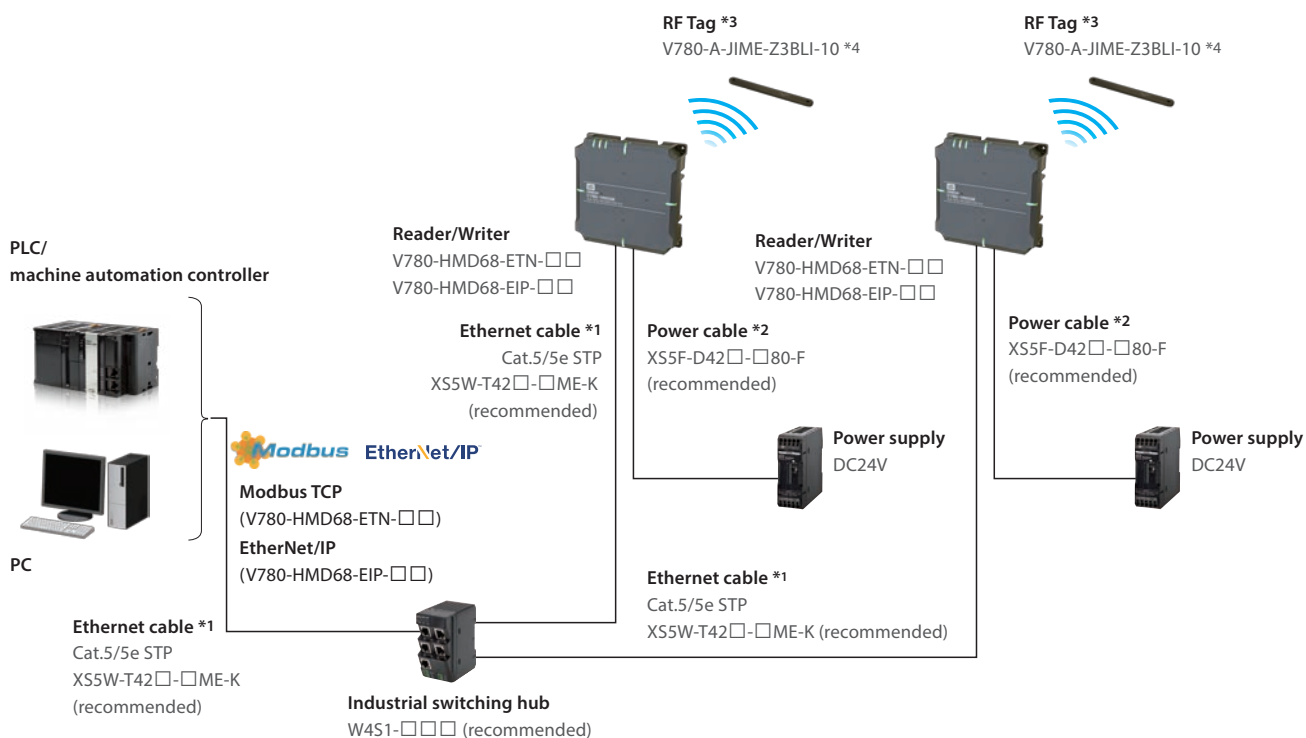 RF Tag *3
V780-A-JIME-Z3BLI-10 *4
RF Tag *3
V780-A-JIME-Z3BLI-10 *4
Reader/Writer
V780-HMD68-ETN-□□
V780-HMD68-EIP-□□
Reader/Writer
V780-HMD68-ETN-□□
V780-HMD68-EIP-□□
PLC/
machine automation controller
Ethernet cable *1
Cat.5/5e STP
XS5W-T42□-□ME-K
(recommended)
Power cable *2
XS5F-D42□-□80-F
(recommended)
Power cable *2
XS5F-D42□-□80-F
(recommended)
Power supply
DC24V
Power supply
DC24V
Modbus
EtherNet/IP
Modbus TCP
(V780-HMD68-ETN-□□)
EtherNet/IP
(V780-HMD68-EIP-□□)
PC
Ethernet cable *1
Cat.5/5e STP
XS5W-T42□-□ME-K
(recommended)
Ethernet cable *1
Cat.5/5e STP
XS5W-T42□-□ME-K (recommended)
Industrial switching hub
W4S1-□□□ (recommended)